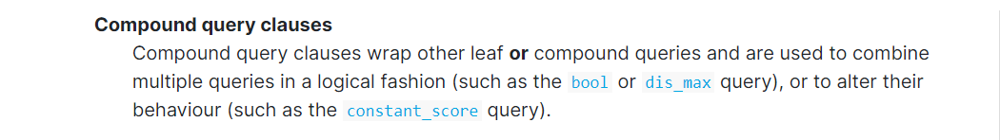 Compound query clauses
Compound query clauses wrap other leaf or compound queries and are used to combine
multiple queries in a logical fashion (such as the bool or dis_max query), or to alter their
behaviour (such as the constant_score query).